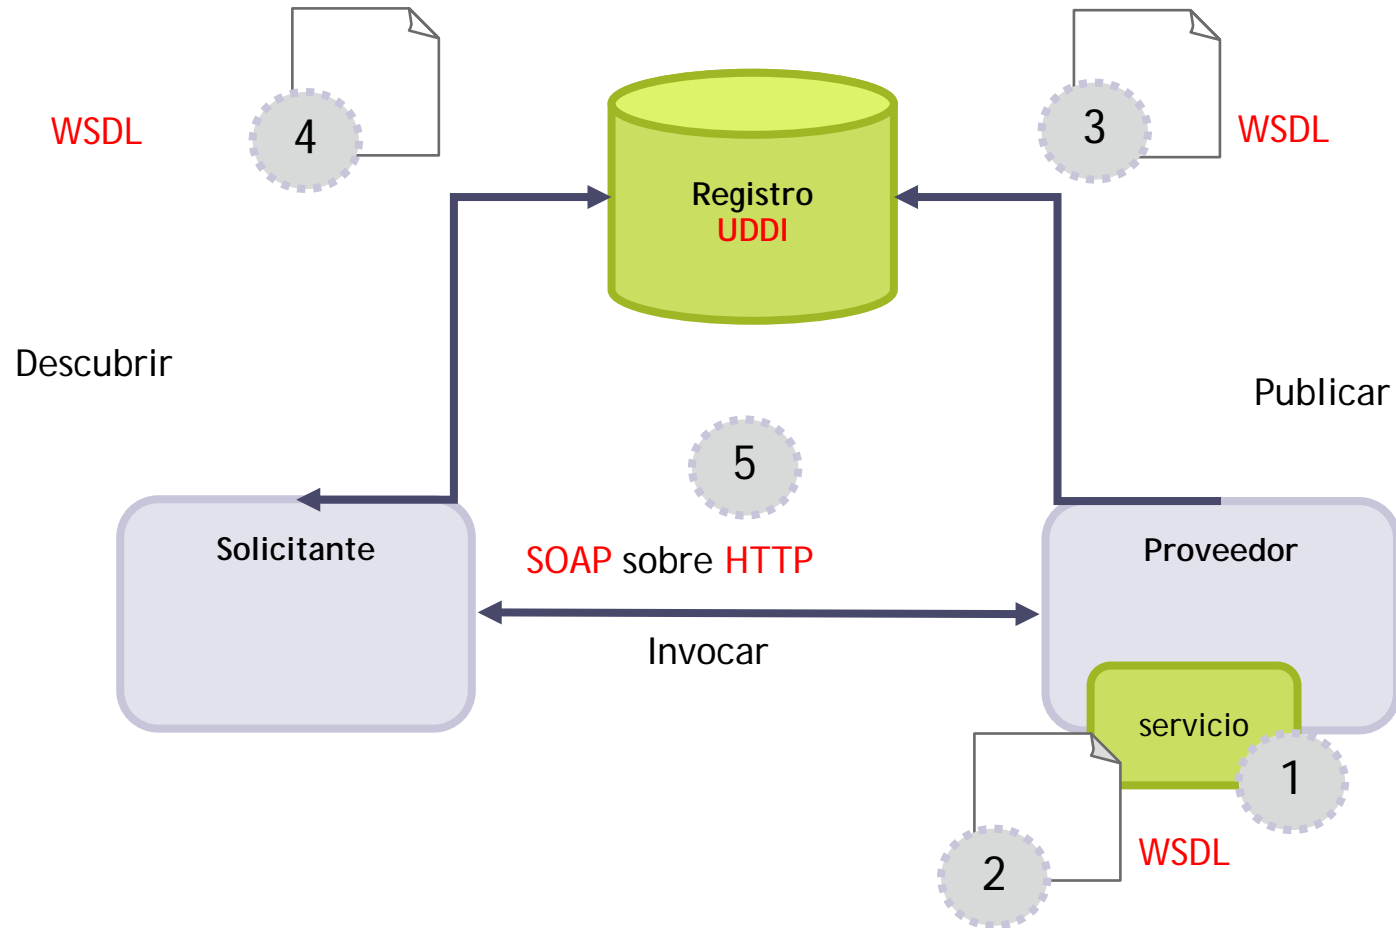 4
WSDL
3
WSDL
Registro
UDDI
Descubrir
Publicar
5
Solicitante
SOAP sobre HTTP
Proveedor
Invocar
servicio
1
2
WSDL